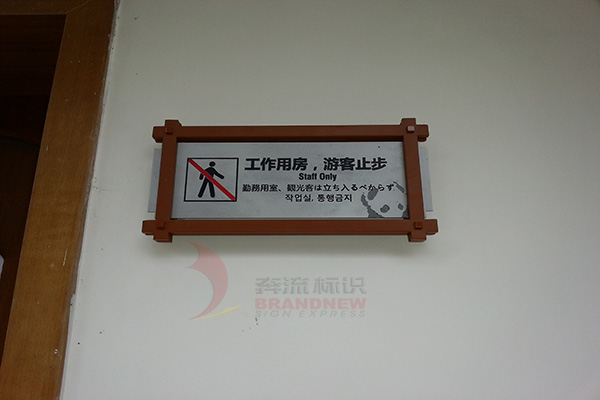 工作用房，游客止步
Staff Only
勤務用室、観光客は立ち入るべからず
作业실, 통행금지
奔流标识
BRANDNEW
SIGN EXPRESS